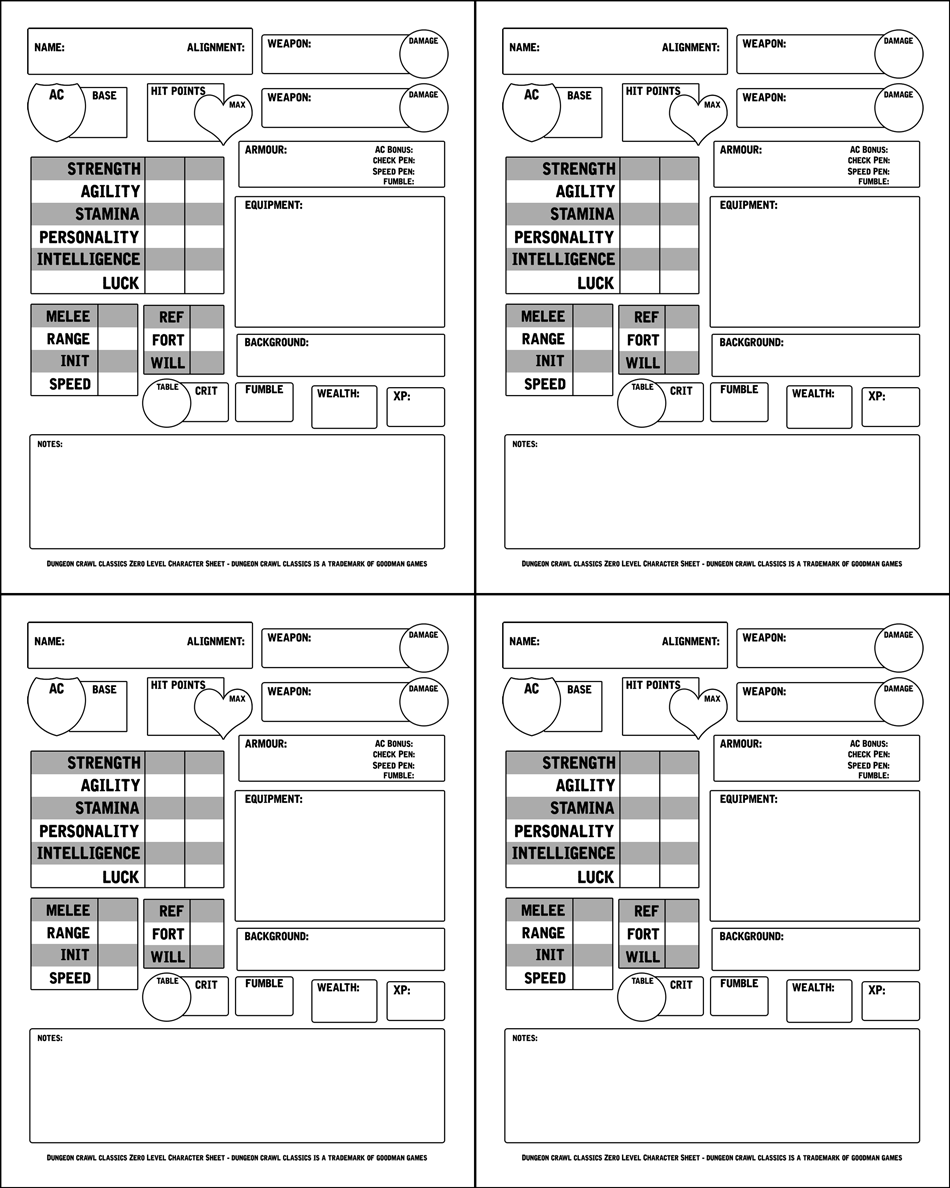 NAME: ALIGNMENT: WEAPON: DAMAGE
AC BASE HIT POINTS MAX WEAPON: DAMAGE
ARMOUR: AC BONUS:
CHECK PEN:
SPEED PEN:
FUMBLE:
STRENGTH
AGILITY
STAMINA
PERSONALITY
INTELLIGENCE
LUCK
EQUIPMENT:
MELEE REF
RANGE FORT
INIT WILL
SPEED
BACKGROUND:
TABLE CRIT FUMBLE WEALTH: XP:
NOTES:
DUNGEON CRAWL CLASSICS ZERO LEVEL CHARACTER SHEET - DUNGEON CRAWL CLASSICS IS A TRADEMARK OF GOODMAN GAMES
NAME: ALIGNMENT: WEAPON: DAMAGE
AC BASE HIT POINTS MAX WEAPON: DAMAGE
ARMOUR: AC BONUS:
CHECK PEN:
SPEED PEN:
FUMBLE:
STRENGTH
AGILITY
STAMINA
PERSONALITY
INTELLIGENCE
LUCK
EQUIPMENT:
MELEE REF
RANGE FORT
INIT WILL
SPEED
BACKGROUND:
TABLE CRIT FUMBLE WEALTH: XP:
NOTES:
DUNGEON CRAWL CLASSICS ZERO LEVEL CHARACTER SHEET - DUNGEON CRAWL CLASSICS IS A TRADEMARK OF GOODMAN GAMES
NAME: ALIGNMENT: WEAPON: DAMAGE
AC BASE HIT POINTS MAX WEAPON: DAMAGE
ARMOUR: AC BONUS:
CHECK PEN:
SPEED PEN:
FUMBLE:
STRENGTH
AGILITY
STAMINA
PERSONALITY
INTELLIGENCE
LUCK
EQUIPMENT:
MELEE REF
RANGE FORT
INIT WILL
SPEED
BACKGROUND:
TABLE CRIT FUMBLE WEALTH: XP:
NOTES:
DUNGEON CRAWL CLASSICS ZERO LEVEL CHARACTER SHEET - DUNGEON CRAWL CLASSICS IS A TRADEMARK OF GOODMAN GAMES
NAME: ALIGNMENT: WEAPON: DAMAGE
AC BASE HIT POINTS MAX WEAPON: DAMAGE
ARMOUR: AC BONUS:
CHECK PEN:
SPEED PEN:
FUMBLE:
STRENGTH
AGILITY
STAMINA
PERSONALITY
INTELLIGENCE
LUCK
EQUIPMENT:
MELEE REF
RANGE FORT
INIT WILL
SPEED
BACKGROUND:
TABLE CRIT FUMBLE WEALTH: XP:
NOTES:
DUNGEON CRAWL CLASSICS ZERO LEVEL CHARACTER SHEET - DUNGEON CRAWL CLASSICS IS A TRADEMARK OF GOODMAN GAMES